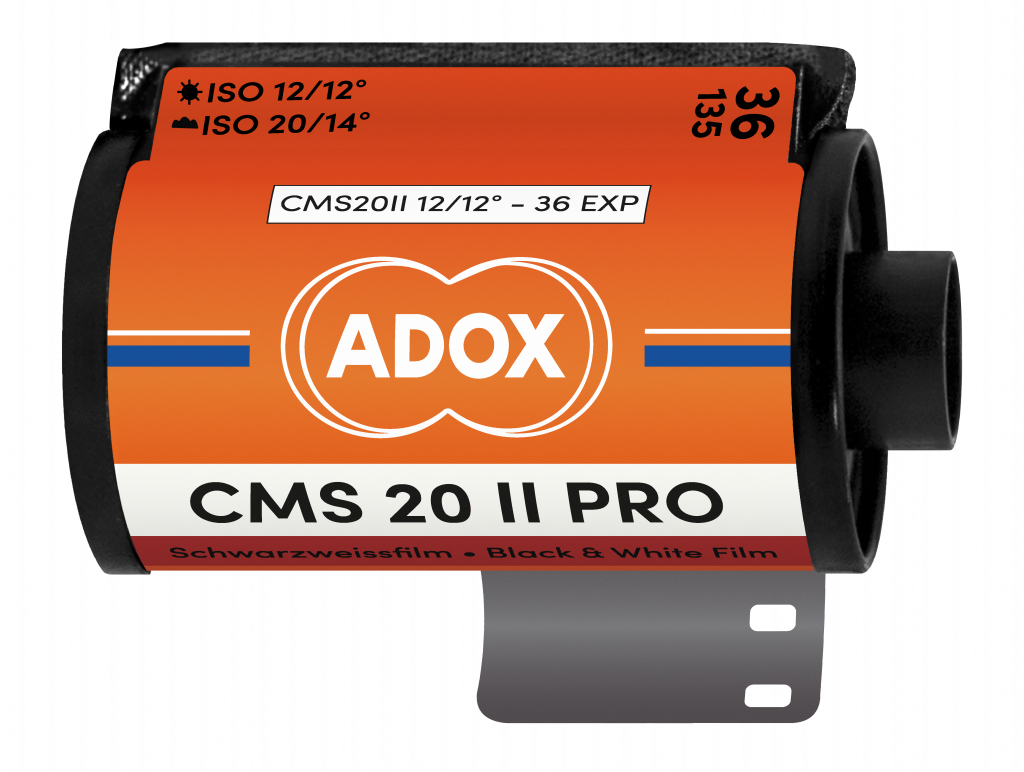 ISO 12/12°
ISO 20/14°
36
135
CMS20II 12/12° – 36 EXP
ADOX
CMS 20 II PRO
Schwarzweissfilm • Black & White Film